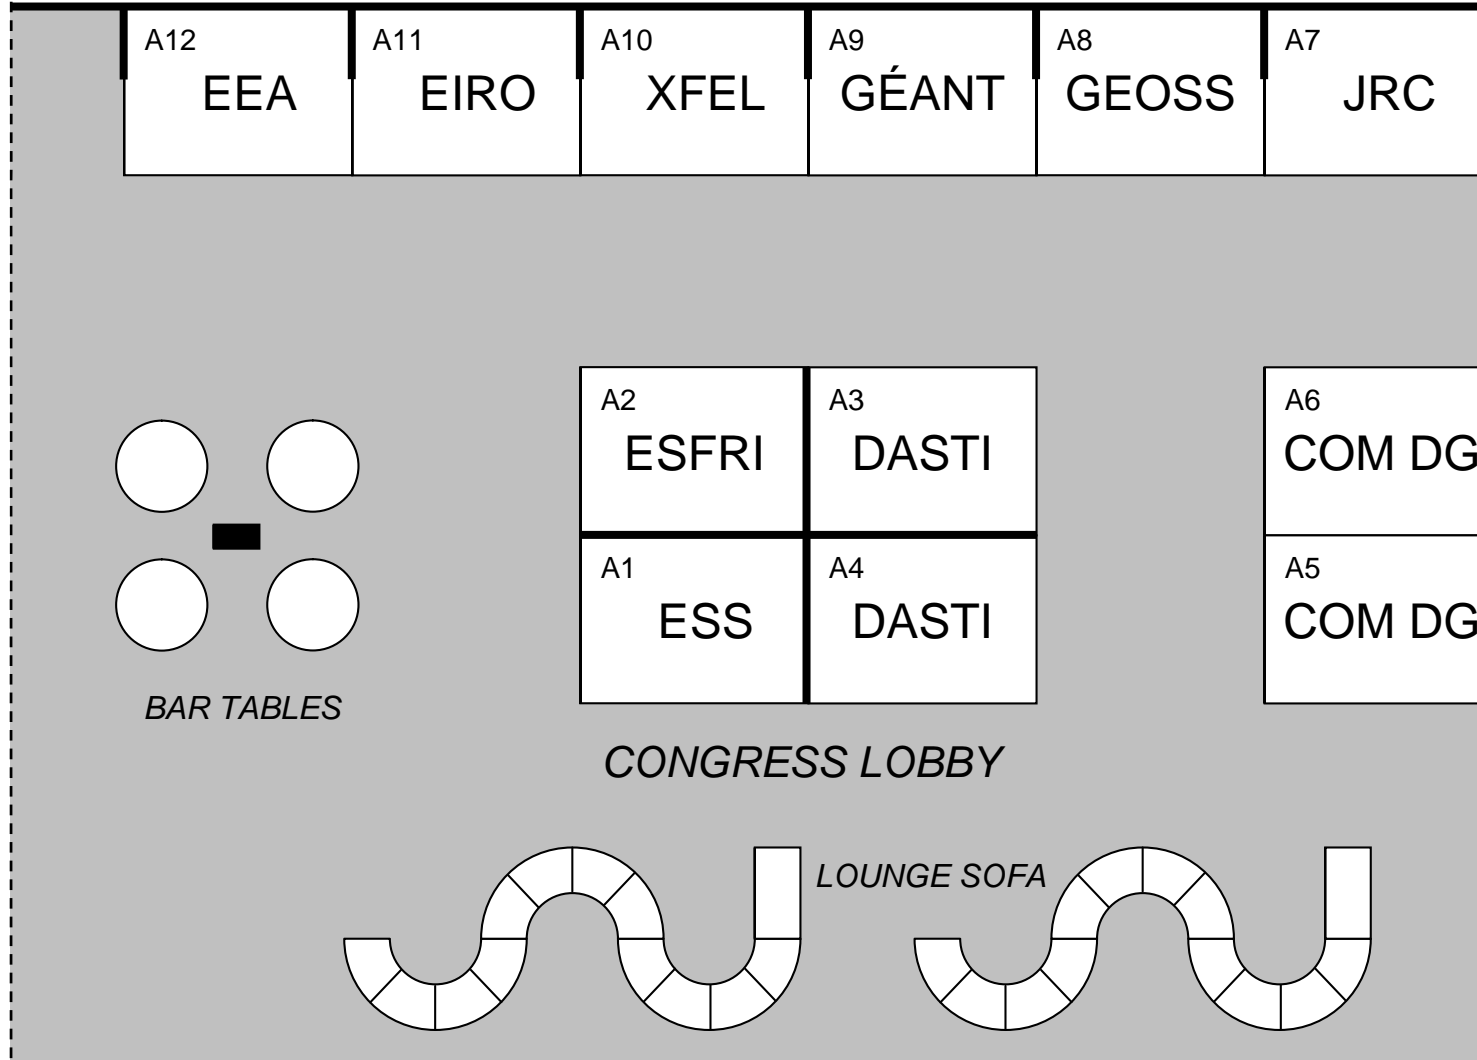 A12 A11 A10 A9 A8 A7
EEA EIRO XFEL GÉANT GEOSS JRC
A2 A3 A6
ESFRI DASTI COM DG
A1 A4 A5
ESS DASTI COM DG
BAR TABLES
CONGRESS LOBBY
LOUNGE SOFA